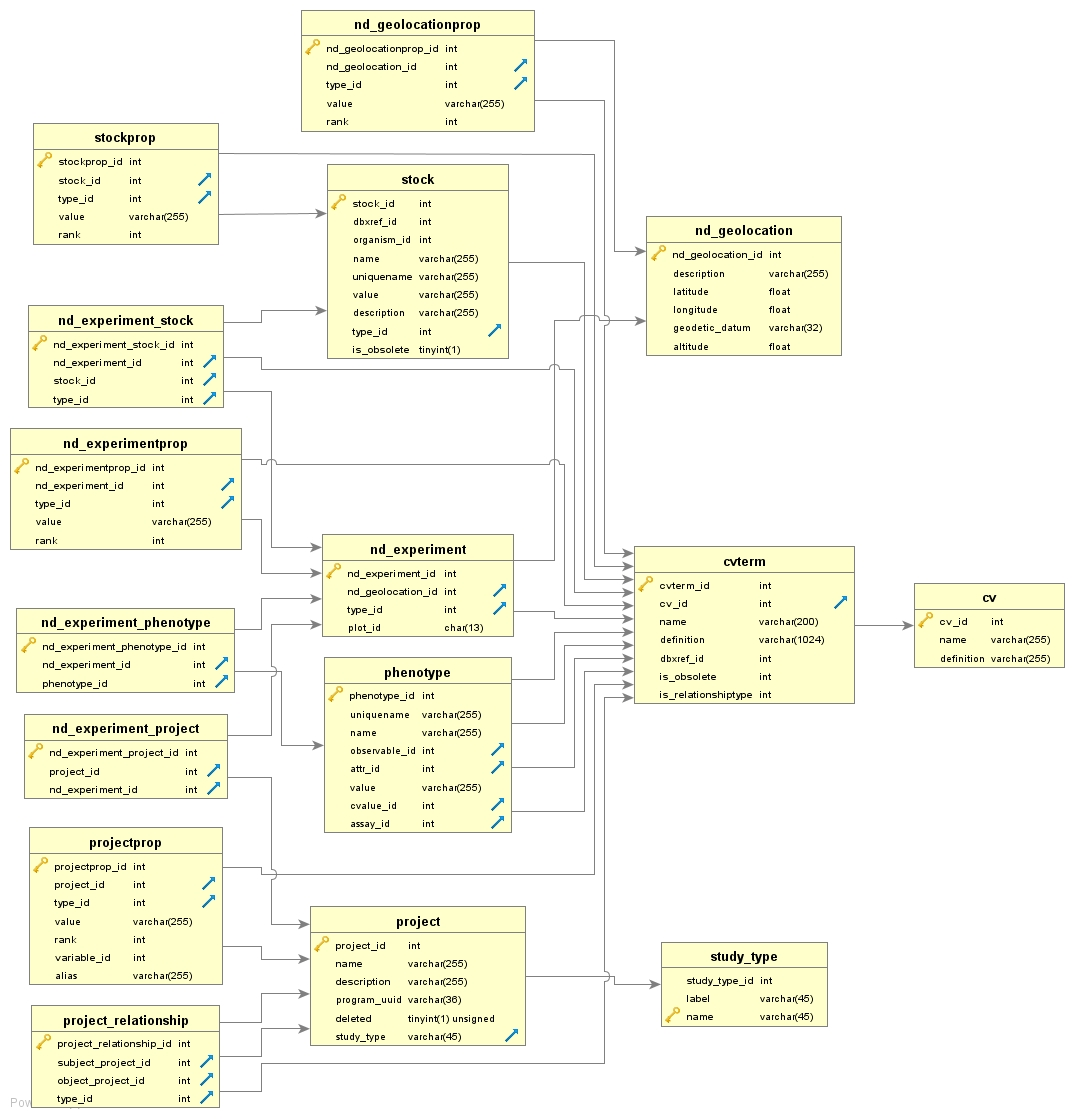 nd_geolocationprop
nd_geolocationprop_id int
nd_geolocation_id int
type_id int
value varchar(255)
rank int
stockprop
stockprop_id int
stock_id int
type_id int
value varchar(255)
rank int
stock
stock_id int
dbxref_id int
organism_id int
name varchar(255)
uniquename varchar(255)
value varchar(255)
description varchar(255)
type_id int
is_obsolete tinyint(1)
nd_geolocation
nd_geolocation_id int
description varchar(255)
latitude float
longitude float
geodetic_datum varchar(32)
altitude float
nd_experiment_stock
nd_experiment_stock_id int
nd_experiment_id int
stock_id int
type_id int
nd_experimentprop
nd_experimentprop_id int
nd_experiment_id int
type_id int
value varchar(255)
rank int
nd_experiment
nd_experiment_id int
nd_geolocation_id int
type_id int
plot_id char(13)
cvterm
cvterm_id int
cv_id int
name varchar(200)
definition varchar(1024)
dbxref_id int
is_obsolete int
is_relationshiptype int
cv
cv_id int
name varchar(255)
definition varchar(255)
nd_experiment_phenotype
nd_experiment_phenotype_id int
nd_experiment_id int
phenotype_id int
phenotype
phenotype_id int
uniquename varchar(255)
name varchar(255)
observable_id int
attr_id int
value varchar(255)
cvalue_id int
assay_id int
nd_experiment_project
nd_experiment_project_id int
project_id int
nd_experiment_id int
projectprop
projectprop_id int
project_id int
type_id int
value varchar(255)
rank int
variable_id int
alias varchar(255)
project
project_id int
name varchar(255)
description varchar(255)
program_uuid varchar(36)
deleted tinyint(1) unsigned
study_type varchar(45)
study_type
study_type_id int
label varchar(45)
name varchar(45)
project_relationship
project_relationship_id int
subject_project_id int
object_project_id int
type_id int